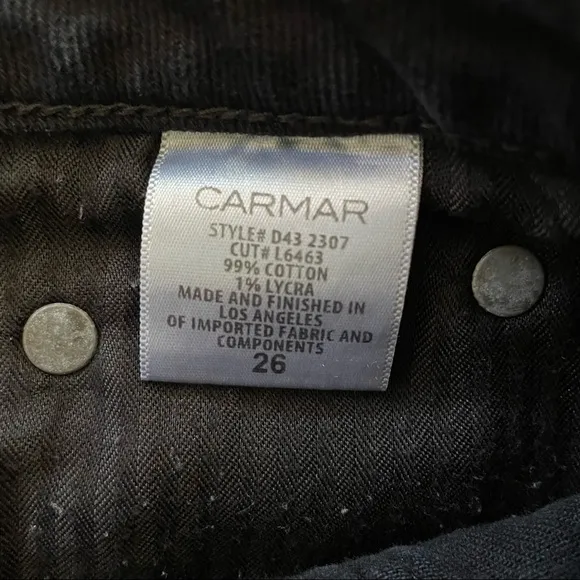 CARMAR
STYLE# D43 2307
CUT# L6463
99% COTTON
1% LYCRA
MADE AND FINISHED IN
LOS ANGELES
OF IMPORTED FABRIC AND
COMPONENTS
26